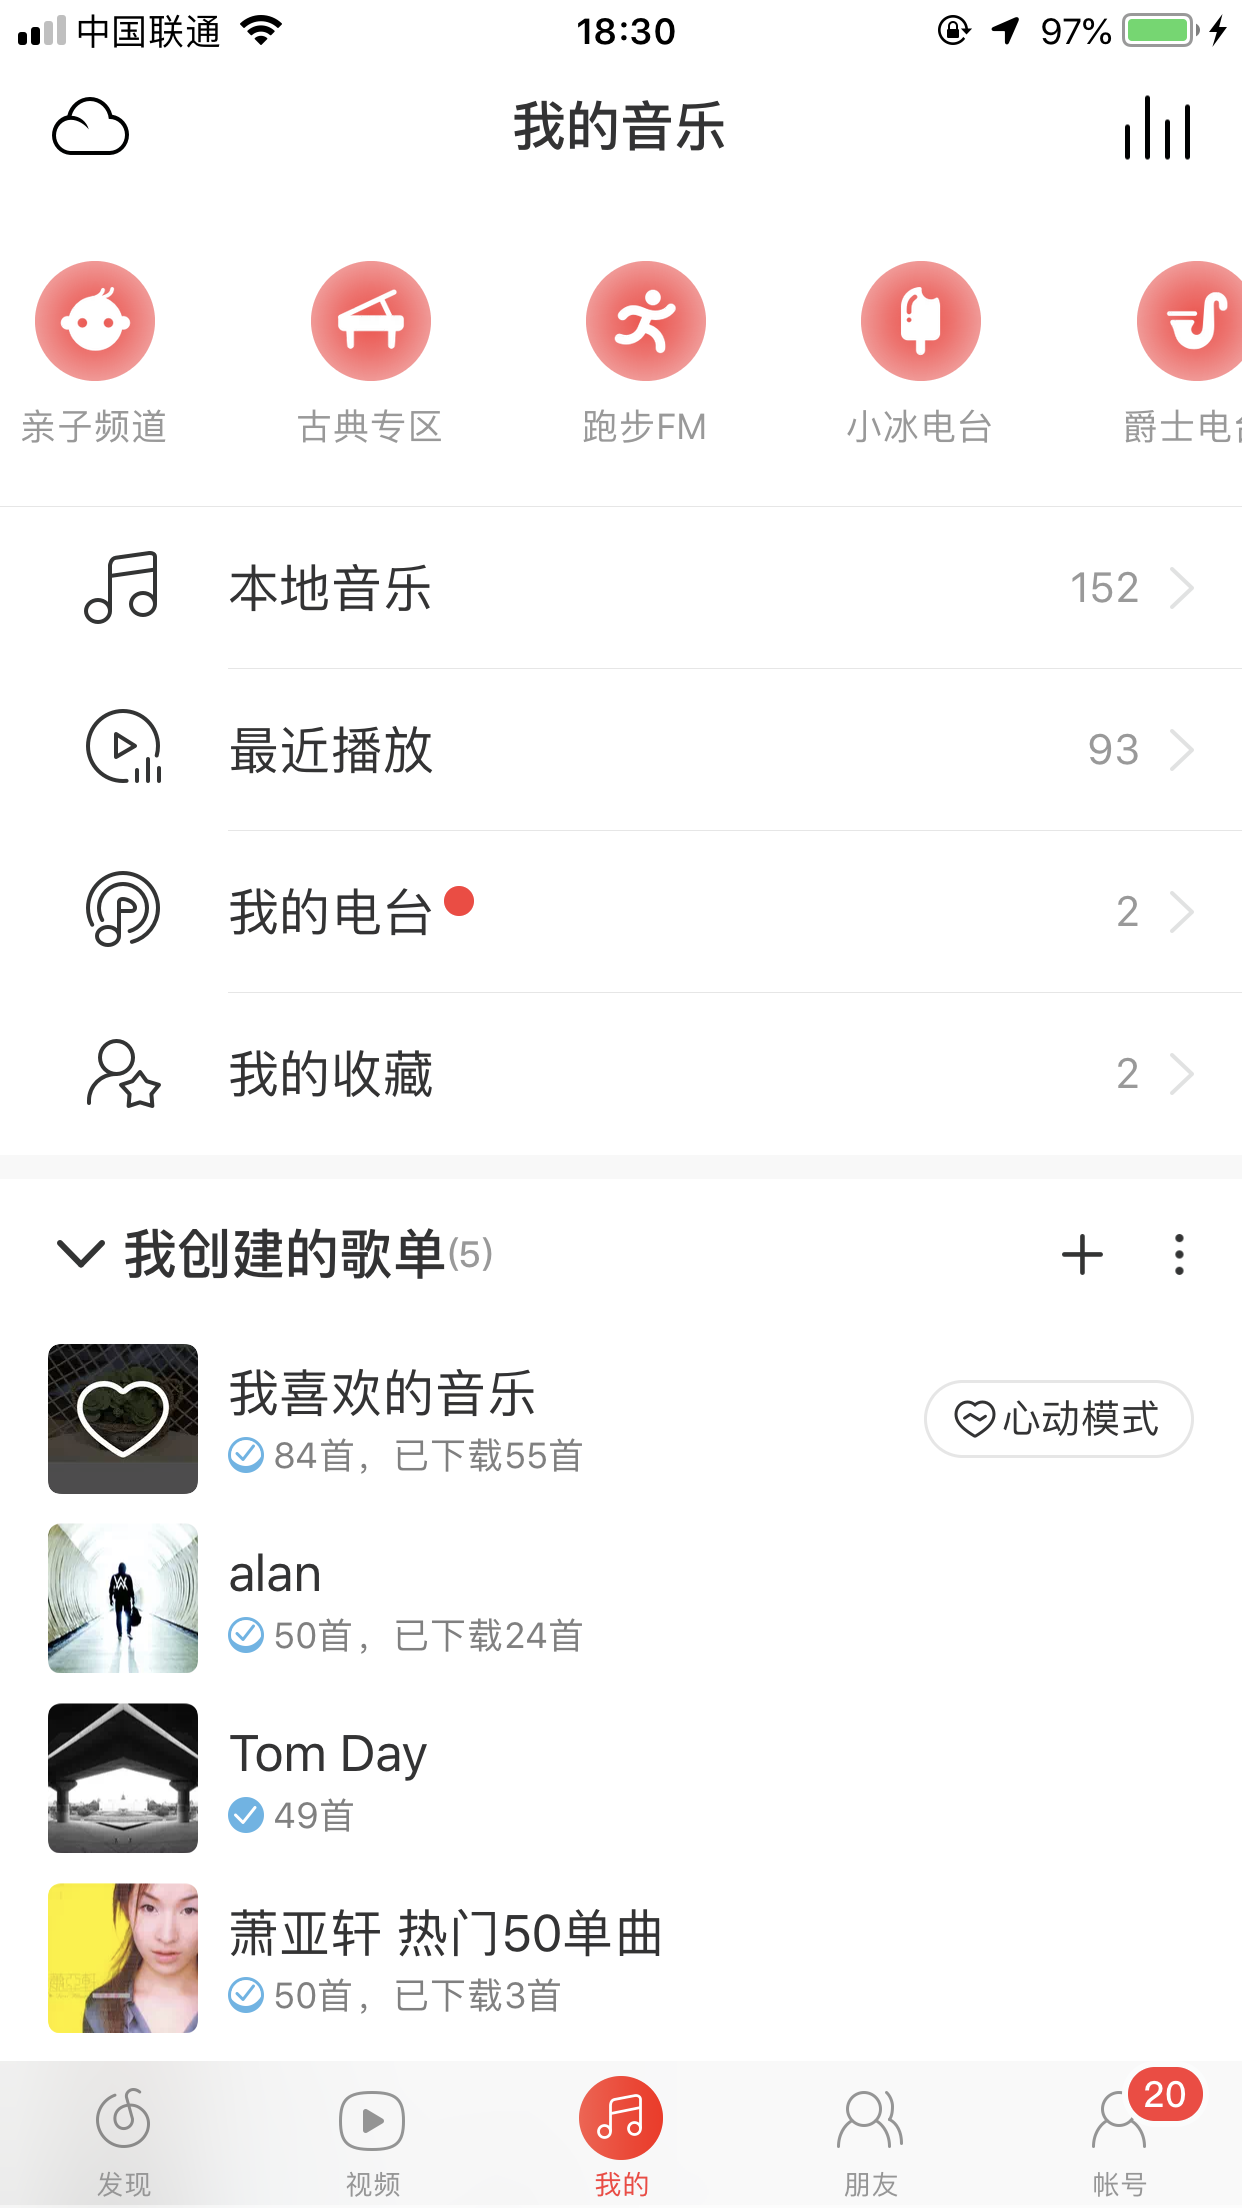 中国联通 18:30 97%
我的音乐
亲子频道 古典专区 跑步FM 小冰电台 爵士电台
本地音乐 152
最近播放 93
我的电台 2
我的收藏 2
我创建的歌单(5)
我喜欢的音乐
84首，已下载55首
心动模式
alan
50首，已下载24首
Tom Day
49首
萧亚轩 热门50单曲
50首，已下载3首
20
发现 视频 我的 朋友 帐号